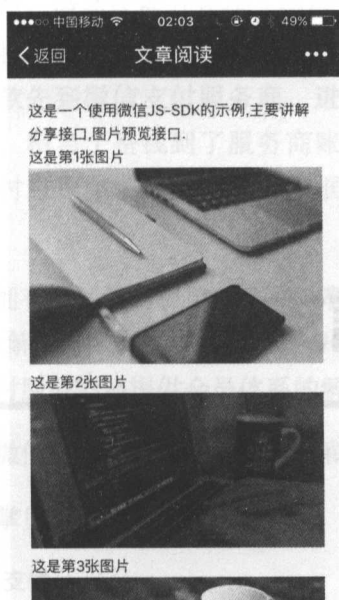 中国移动 02:03 49%
返回 文章阅读
这是一个使用微信JS-SDK的示例,主要讲解
分享接口,图片预览接口.
这是第1张图片
这是第2张图片
这是第3张图片